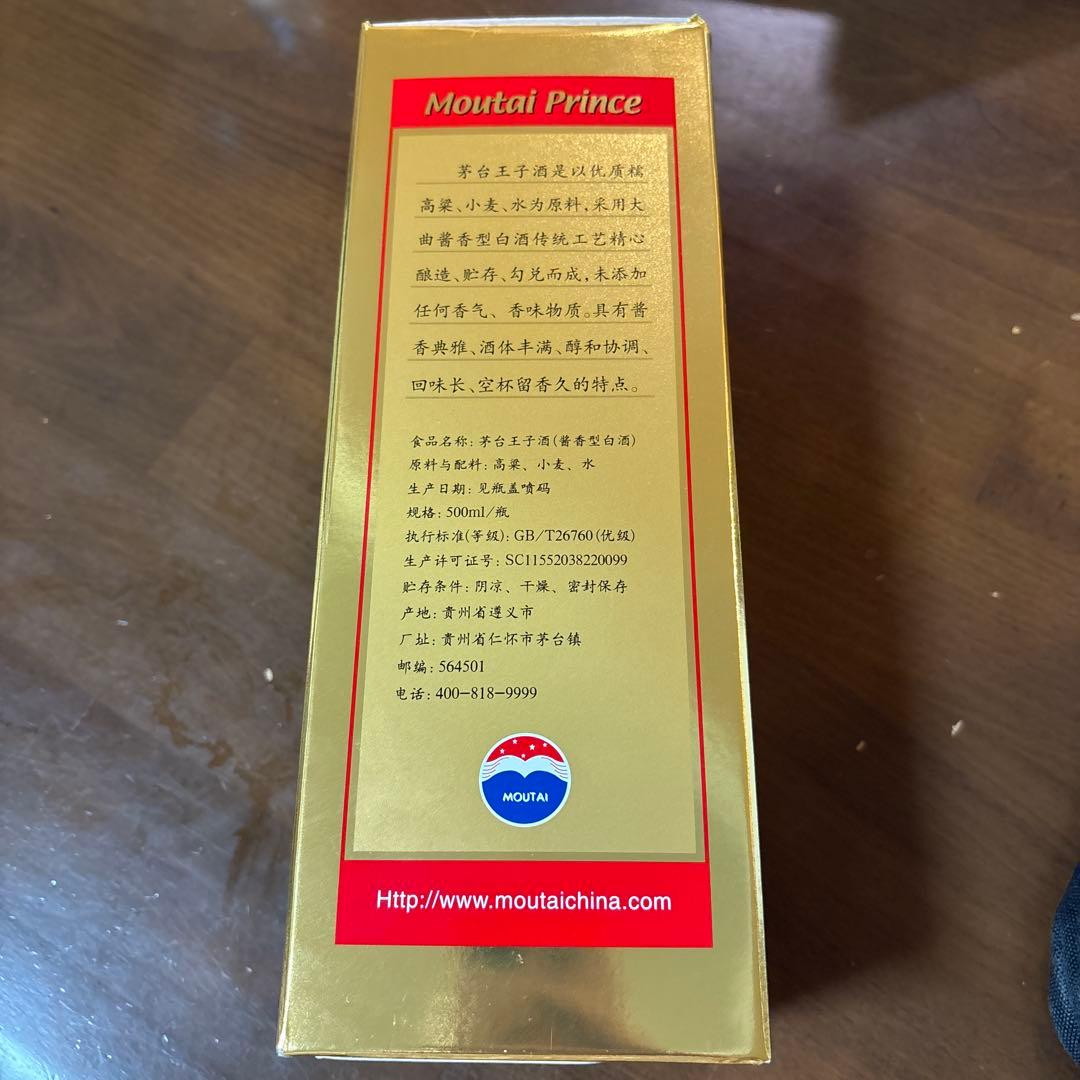 Moutai Prince
茅台王子酒是以优质糯
高粱、小麦、水为原料,采用大
曲酱香型白酒传统工艺精心
酿造、贮存、勾兑而成,未添加
任何香气、香味物质。具有酱
香典雅、酒体丰满、醇和协调、
回味长、空杯留香久的特点。
食品名称: 茅台王子酒(酱香型白酒)
原料与配料: 高粱、小麦、水
生产日期: 见瓶盖喷码
规格: 500ml/瓶
执行标准(等级): GB/T26760(优级)
生产许可证号: SC11552038220099
贮存条件: 阴凉、干燥、密封保存
产地: 贵州省遵义市
厂址: 贵州省仁怀市茅台镇
邮编: 564501
电话: 400-818-9999
MOUTAI
Http://www.moutaichina.com